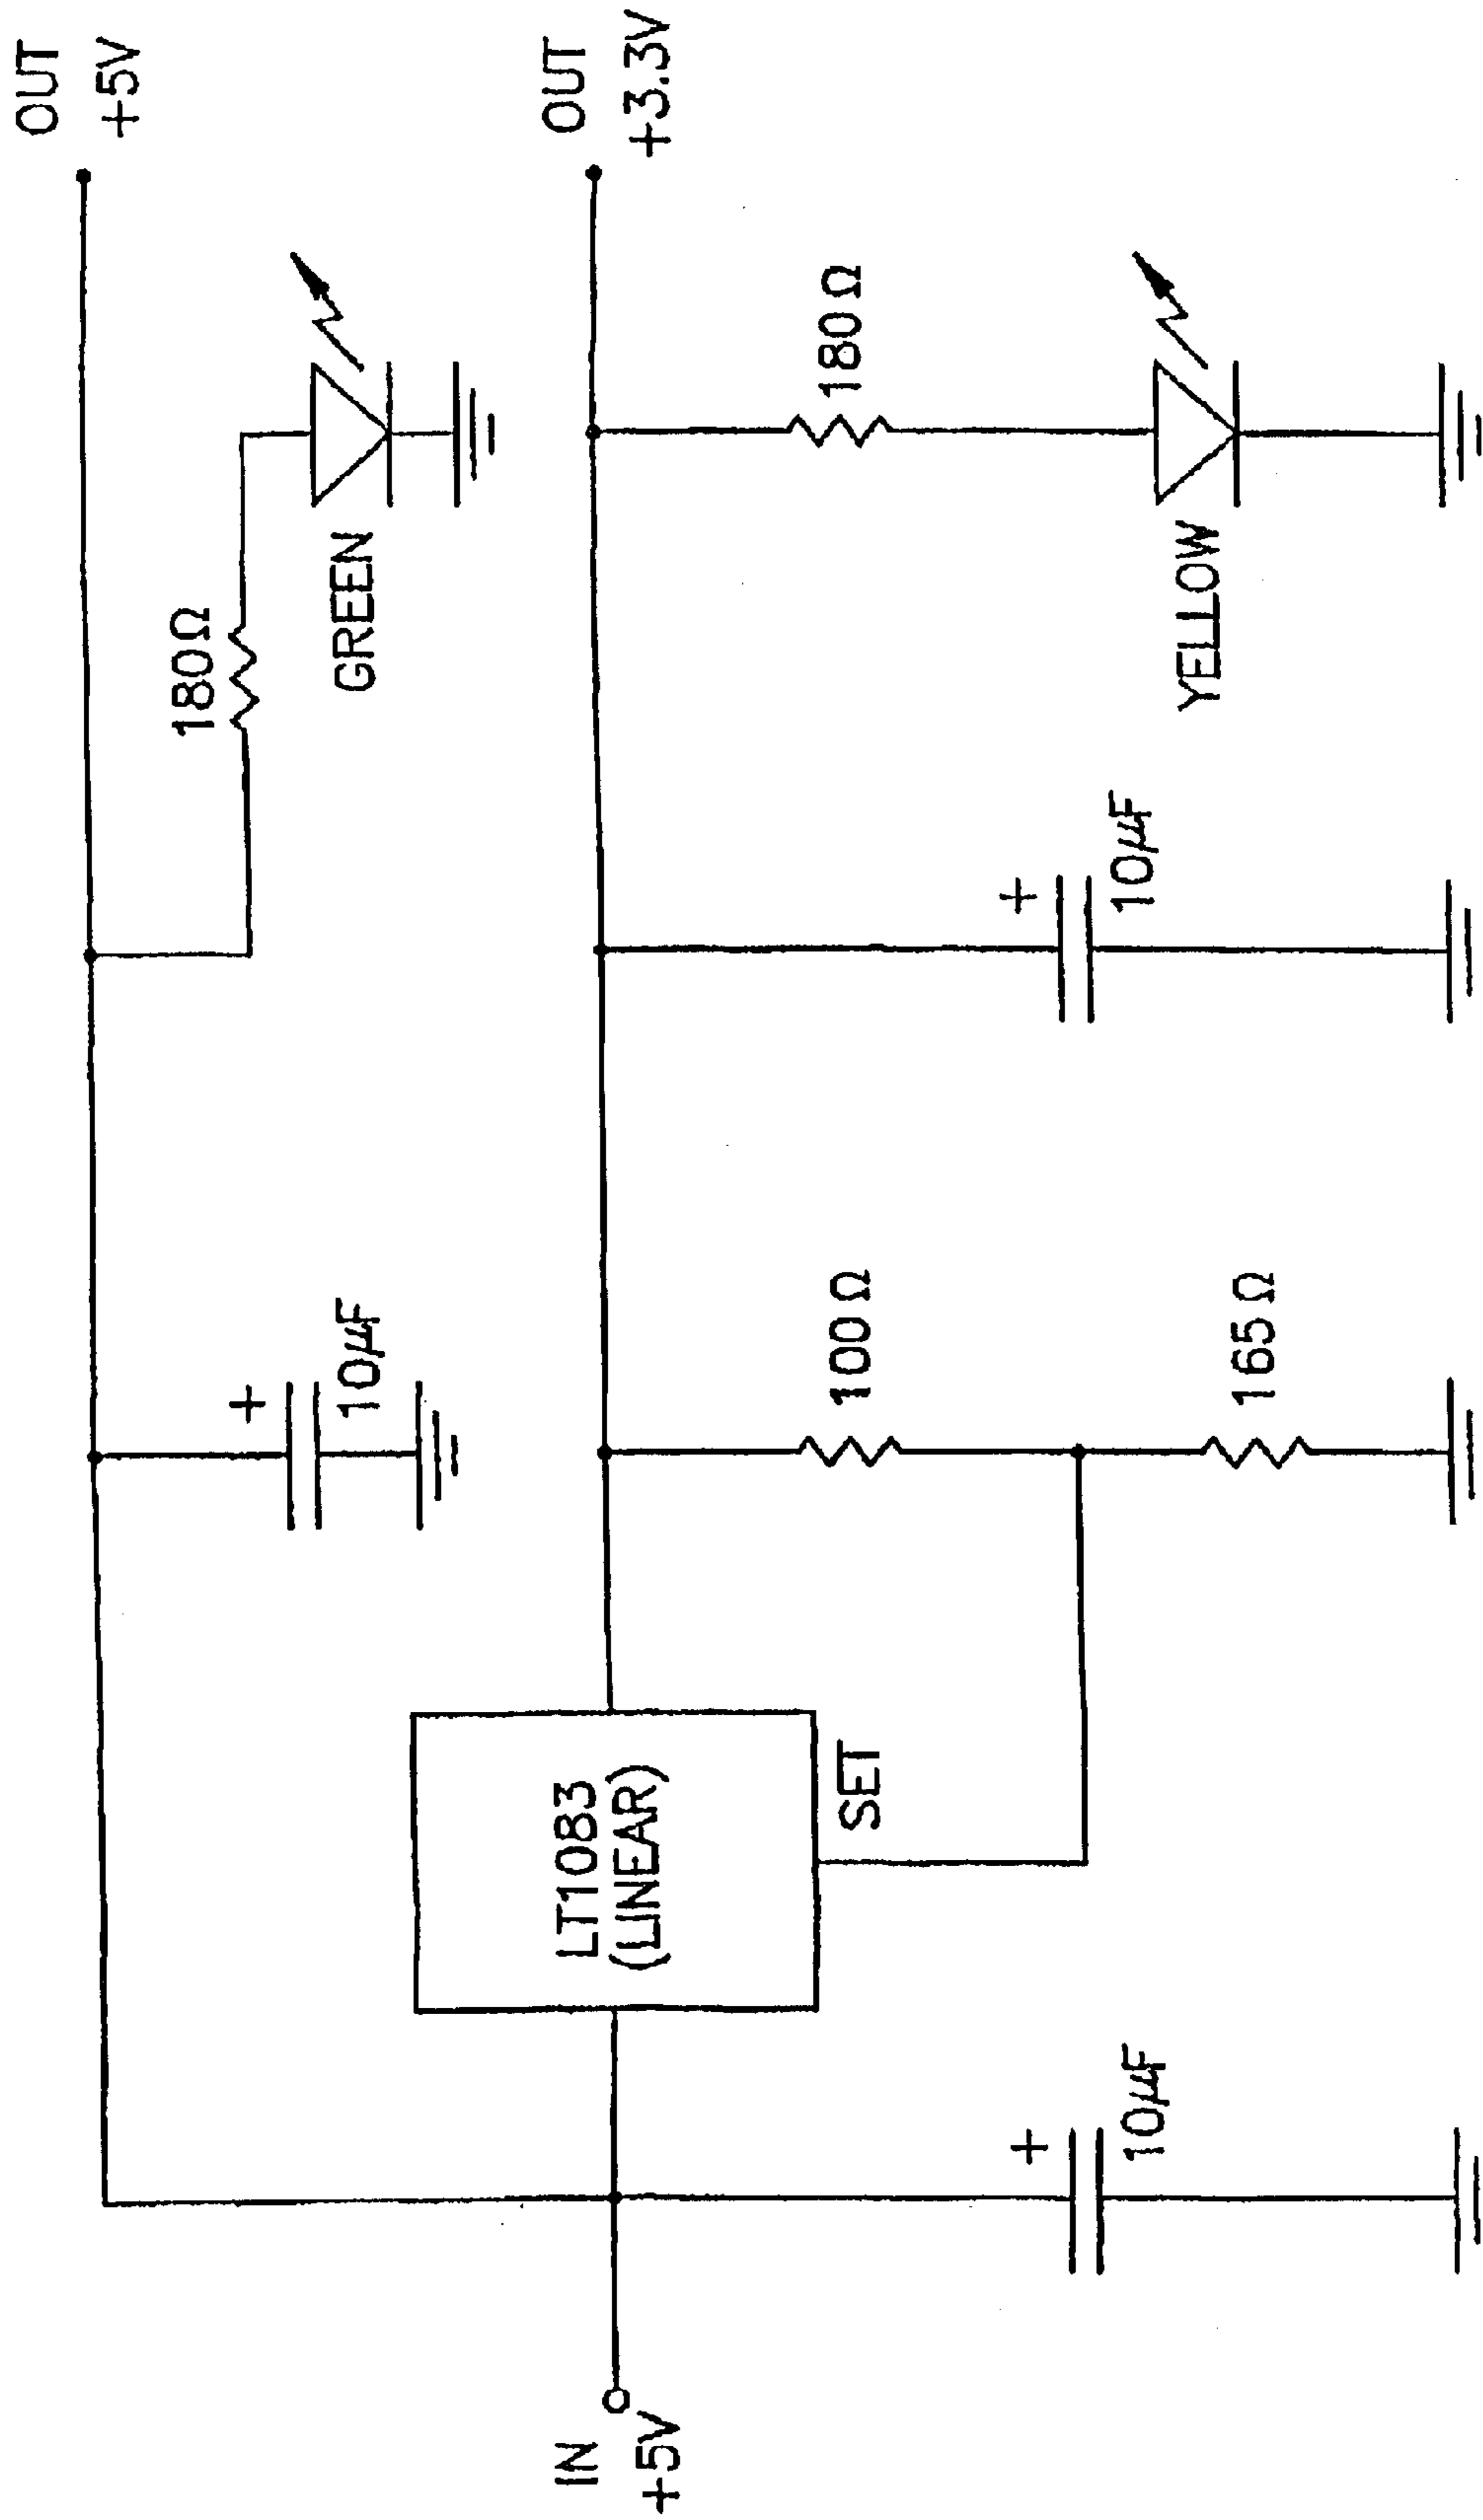 OUT
+5V
180Ω
GREEN
10µF
OUT
+3.3V
IN
+5V
LT1083
(LINEAR)
SET
100Ω
165Ω
10µF
10µF
180Ω
YELLOW
+
+
+